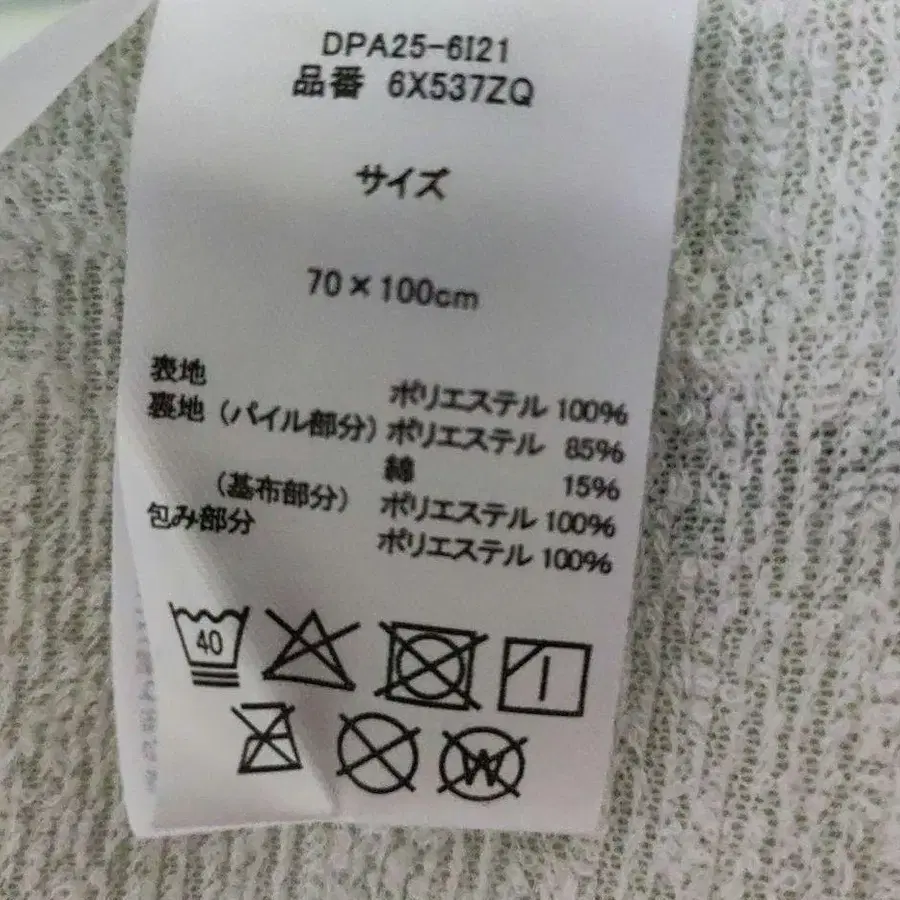 DPA25-6I21
品番 6X537ZQ
サイズ
70×100cm
表地 ポリエステル 100%
裏地 (パイル部分) ポリエステル 85%
綿 15%
(基布部分) ポリエステル 100%
包み部分 ポリエステル 100%
40
W